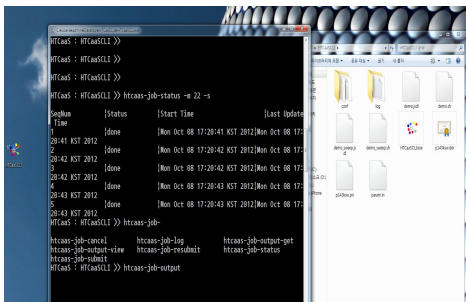 HTCaaS : HTCaaSCLI >>
HTCaaS : HTCaaSCLI >>
HTCaaS : HTCaaSCLI >>
HTCaaS : HTCaaSCLI >> htcaas-job-status -m 22 -s
SegNum |Status |Start Time |Last Update
Time
1 |done |Mon Oct 08 17:20:41 KST 2012|Mon Oct 08 17:
20:41 KST 2012
2 |done |Mon Oct 08 17:20:42 KST 2012|Mon Oct 08 17:
20:42 KST 2012
3 |done |Mon Oct 08 17:20:42 KST 2012|Mon Oct 08 17:
20:42 KST 2012
4 |done |Mon Oct 08 17:20:43 KST 2012|Mon Oct 08 17:
20:43 KST 2012
5 |done |Mon Oct 08 17:20:43 KST 2012|Mon Oct 08 17:
20:43 KST 2012
HTCaaS : HTCaaSCLI >> htcaas-job-
htcaas-job-cancel htcaas-job-log htcaas-job-output-get
htcaas-job-output-view htcaas-job-resubmit htcaas-job-status
htcaas-job-submit
HTCaaS : HTCaaSCLI >> htcaas-job-output
conf log demo.jsdl demo.sh
demo_sweep.sh HTCaaSCLI.exe
param.in
iPhone